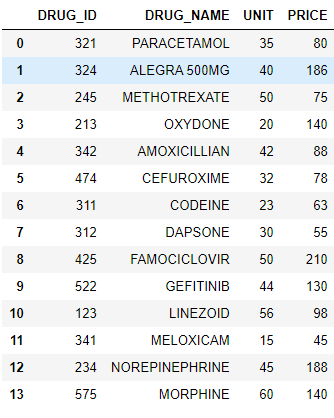 DRUG_ID DRUG_NAME UNIT PRICE
0 321 PARACETAMOL 35 80
1 324 ALEGRA 500MG 40 186
2 245 METHOTREXATE 50 75
3 213 OXYDONE 20 140
4 342 AMOXICILLIAN 42 88
5 474 CEFUROXIME 32 78
6 311 CODEINE 23 63
7 312 DAPSONE 30 55
8 425 FAMOCICLOVIR 50 210
9 522 GEFITINIB 44 130
10 123 LINEZOID 56 98
11 341 MELOXICAM 15 45
12 234 NOREPINEPHRINE 45 188
13 575 MORPHINE 60 140